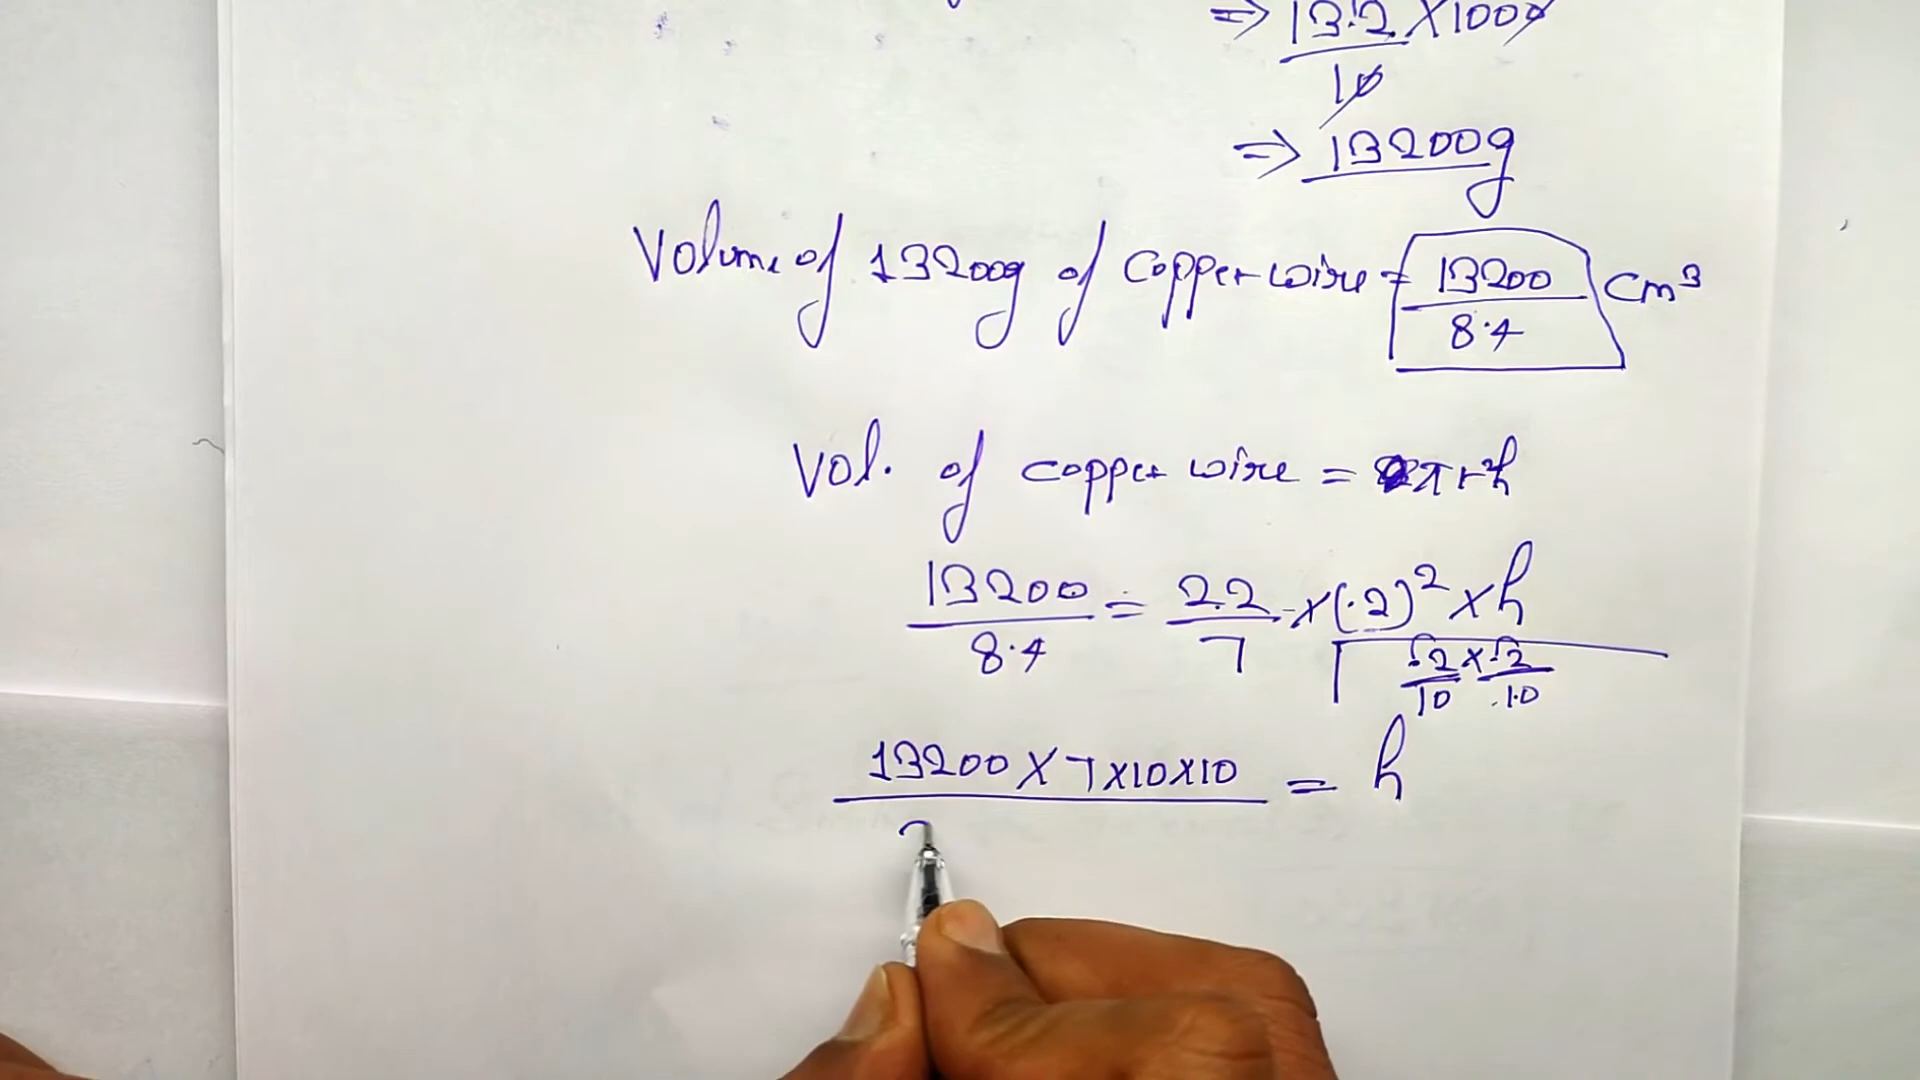 ⇒ 13.2 × 1000
10
⇒ 13200g
Volume of 13200g of copper wire = 13200 cm³
8.4
Vol. of copper wire = πr²h
13200 = 22 × (.2)² × h
8.4 7 .2 × .2
10 10
13200 × 7 × 10 × 10 = h